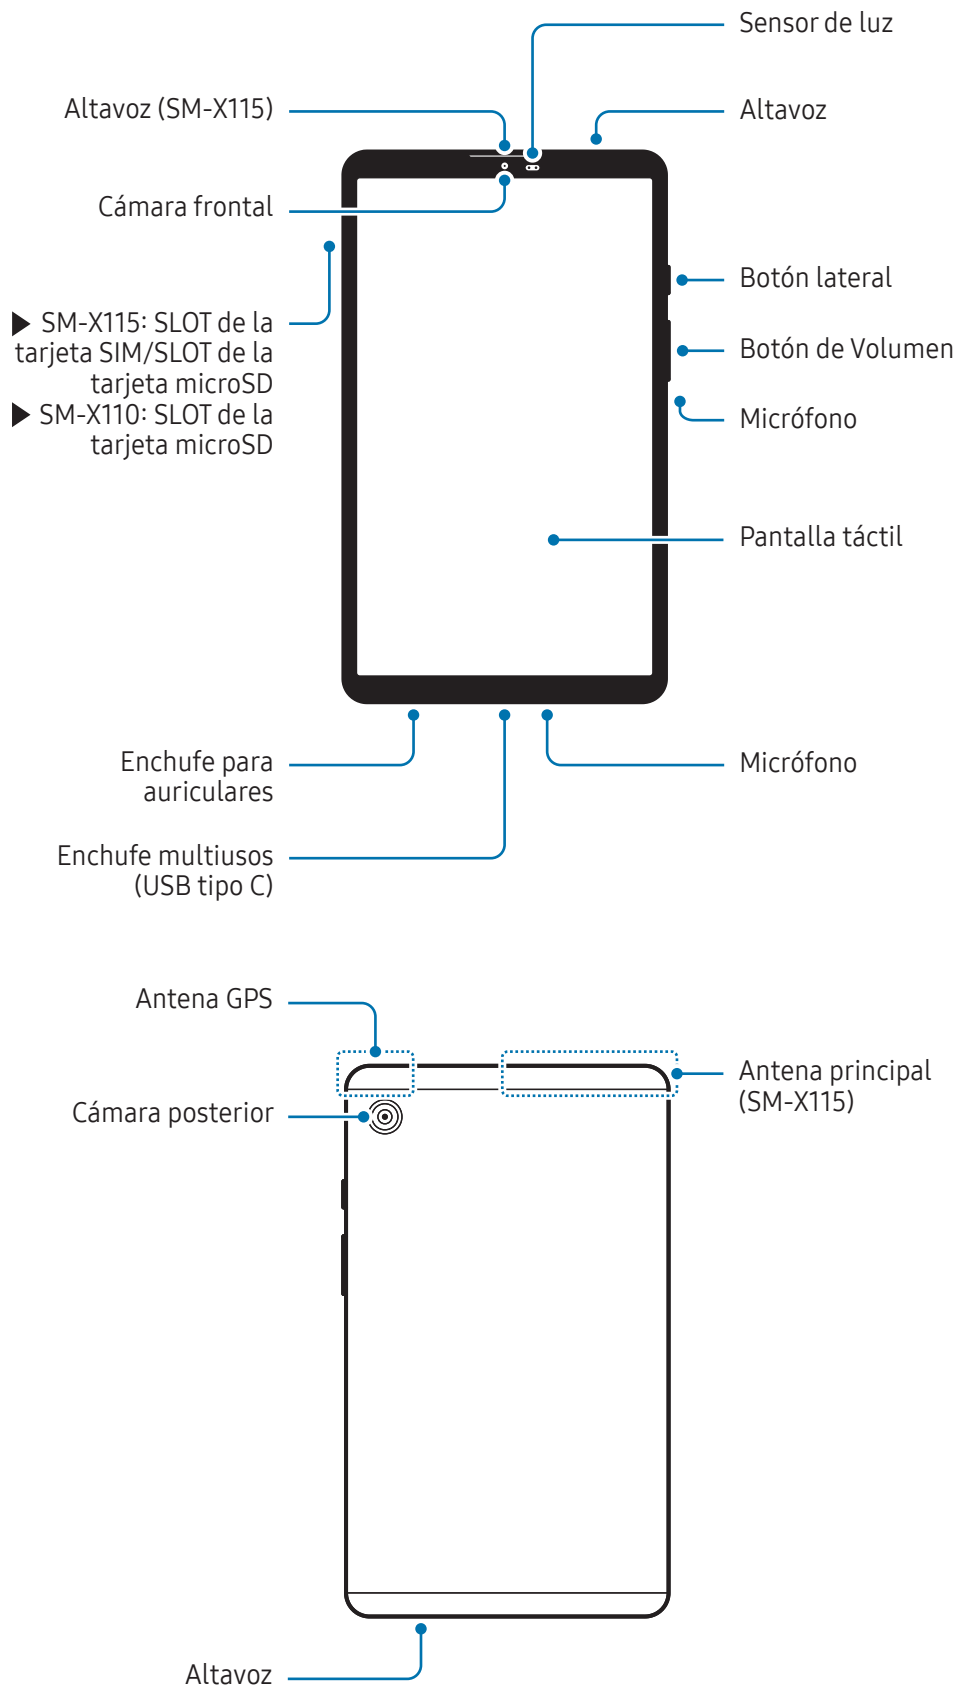 Sensor de luz
Altavoz (SM-X115)
Altavoz
Cámara frontal
Botón lateral
▶ SM-X115: SLOT de la
tarjeta SIM/SLOT de la
tarjeta microSD
▶ SM-X110: SLOT de la
tarjeta microSD
Botón de Volumen
Micrófono
Pantalla táctil
Enchufe para
auriculares
Micrófono
Enchufe multiusos
(USB tipo C)
Antena GPS
Antena principal
(SM-X115)
Cámara posterior
Altavoz